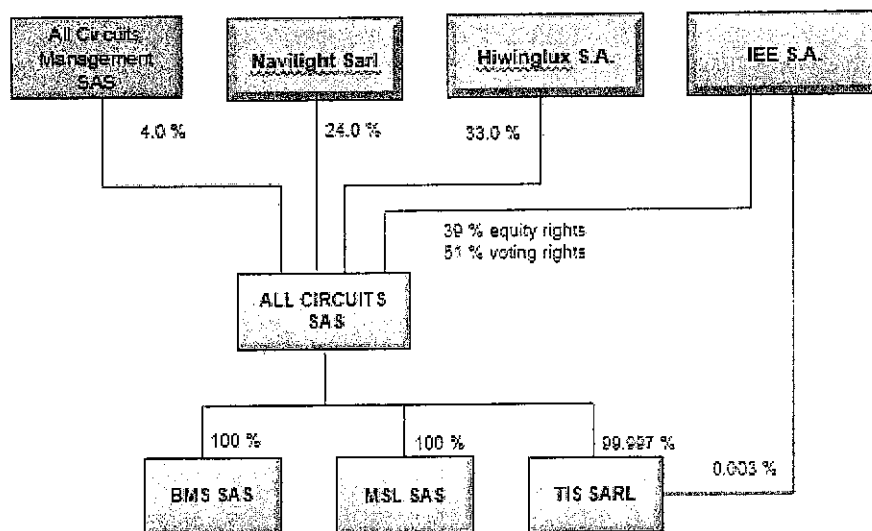 All Circuits
Management
SAS
Navilight Sarl
Hiwinglux S.A.
IEE S.A.
4.0 %
24.0 %
33.0 %
39 % equity rights
51 % voting rights
ALL CIRCUITS
SAS
100 %
100 %
99.997 %
0.003 %
BMS SAS
MSL SAS
TIS SARL